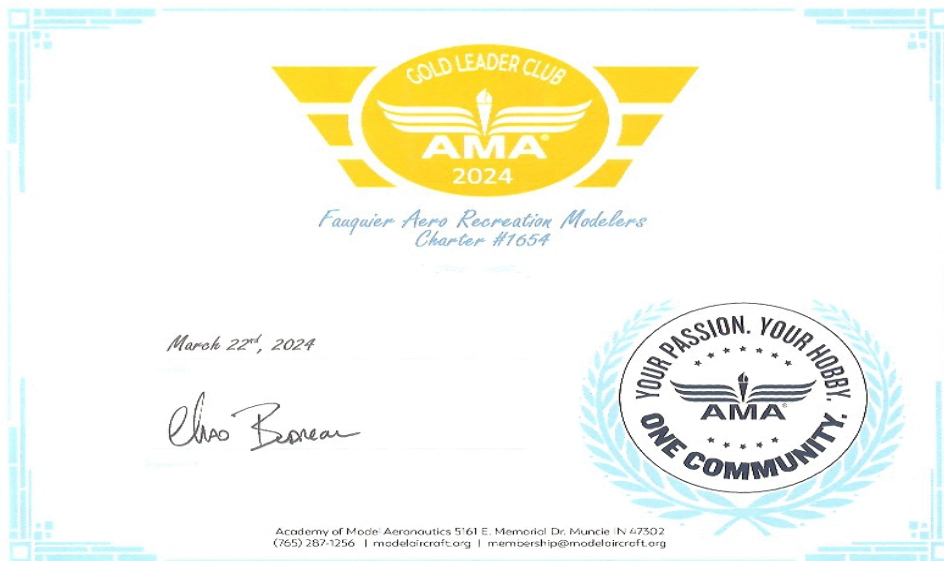 GOLD LEADER CLUB
AMA®
2024
Fauquier Aero Recreation Modelers
Charter #1654
March 22nd, 2024
YOUR PASSION. YOUR HOBBY.
AMA®
ONE COMMUNITY.
Academy of Model Aeronautics 5161 E. Memorial Dr. Muncie IN 47302
(765) 287-1256 | modelaircraft.org | membership@modelaircraft.org